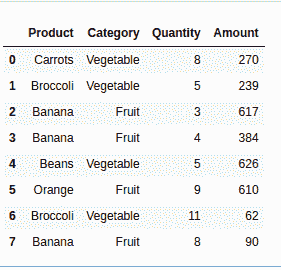 Product Category Quantity Amount
0 Carrots Vegetable 8 270
1 Broccoli Vegetable 5 239
2 Banana Fruit 3 617
3 Banana Fruit 4 384
4 Beans Vegetable 5 626
5 Orange Fruit 9 610
6 Broccoli Vegetable 11 62
7 Banana Fruit 8 90